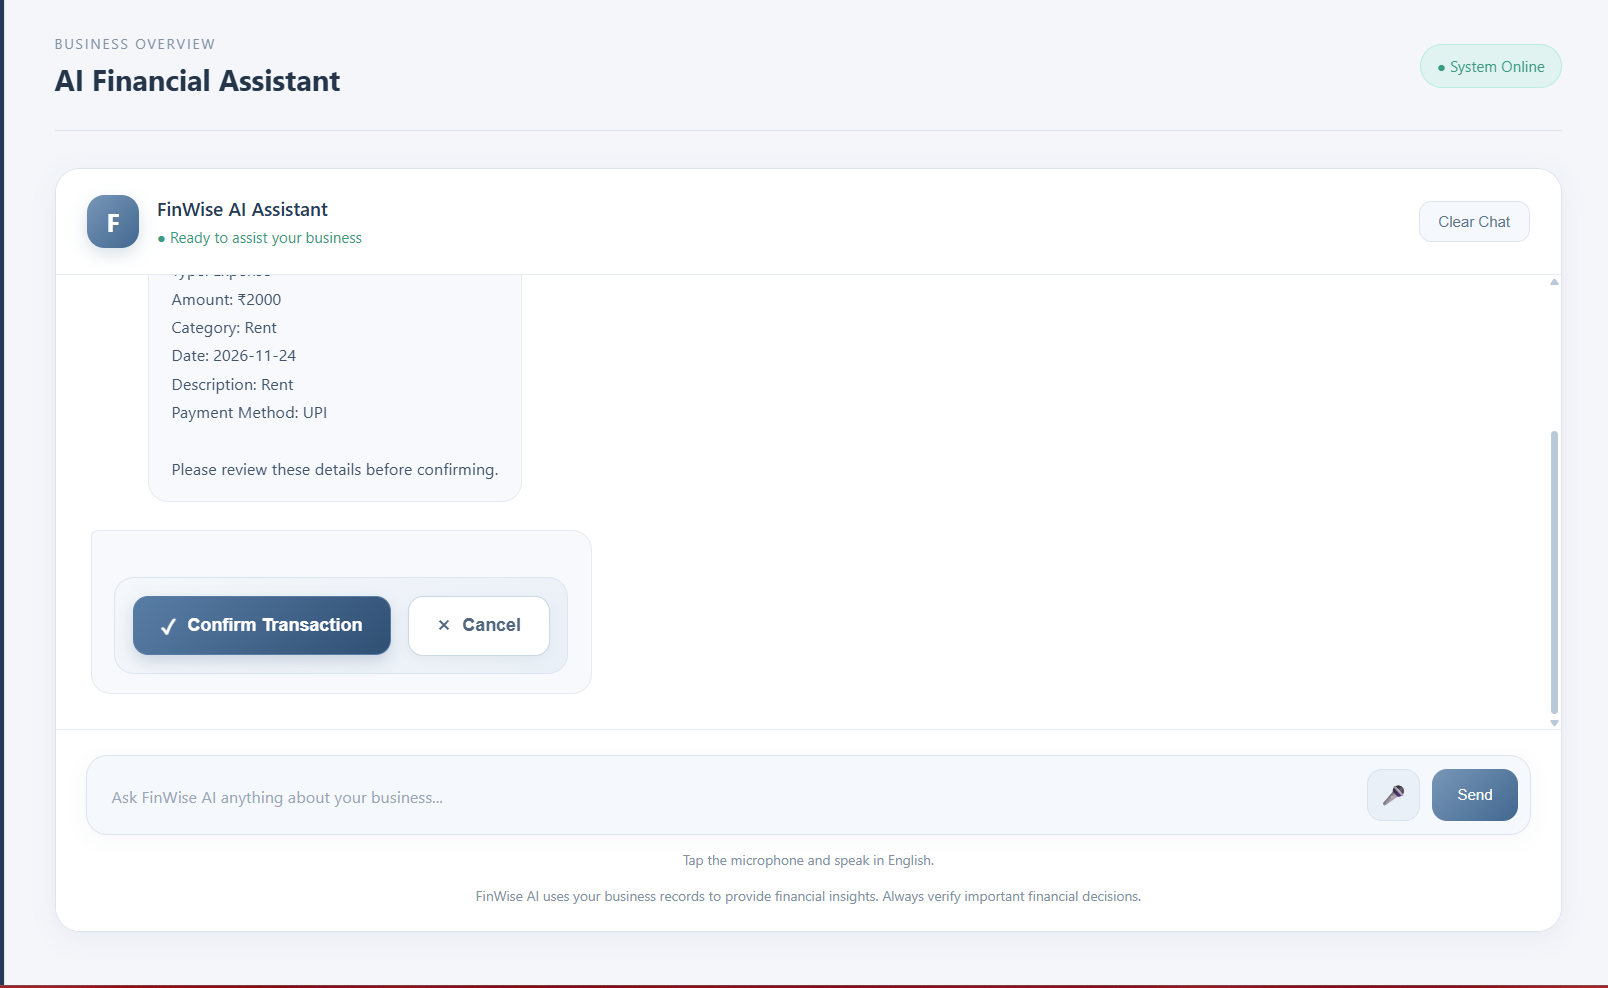 BUSINESS OVERVIEW
AI Financial Assistant
● System Online
F
FinWise AI Assistant
● Ready to assist your business
Clear Chat
Type: Expense
Amount: ₹2000
Category: Rent
Date: 2026-11-24
Description: Rent
Payment Method: UPI
Please review these details before confirming.
✓ Confirm Transaction
✕ Cancel
Ask FinWise AI anything about your business...
Send
Tap the microphone and speak in English.
FinWise AI uses your business records to provide financial insights. Always verify important financial decisions.